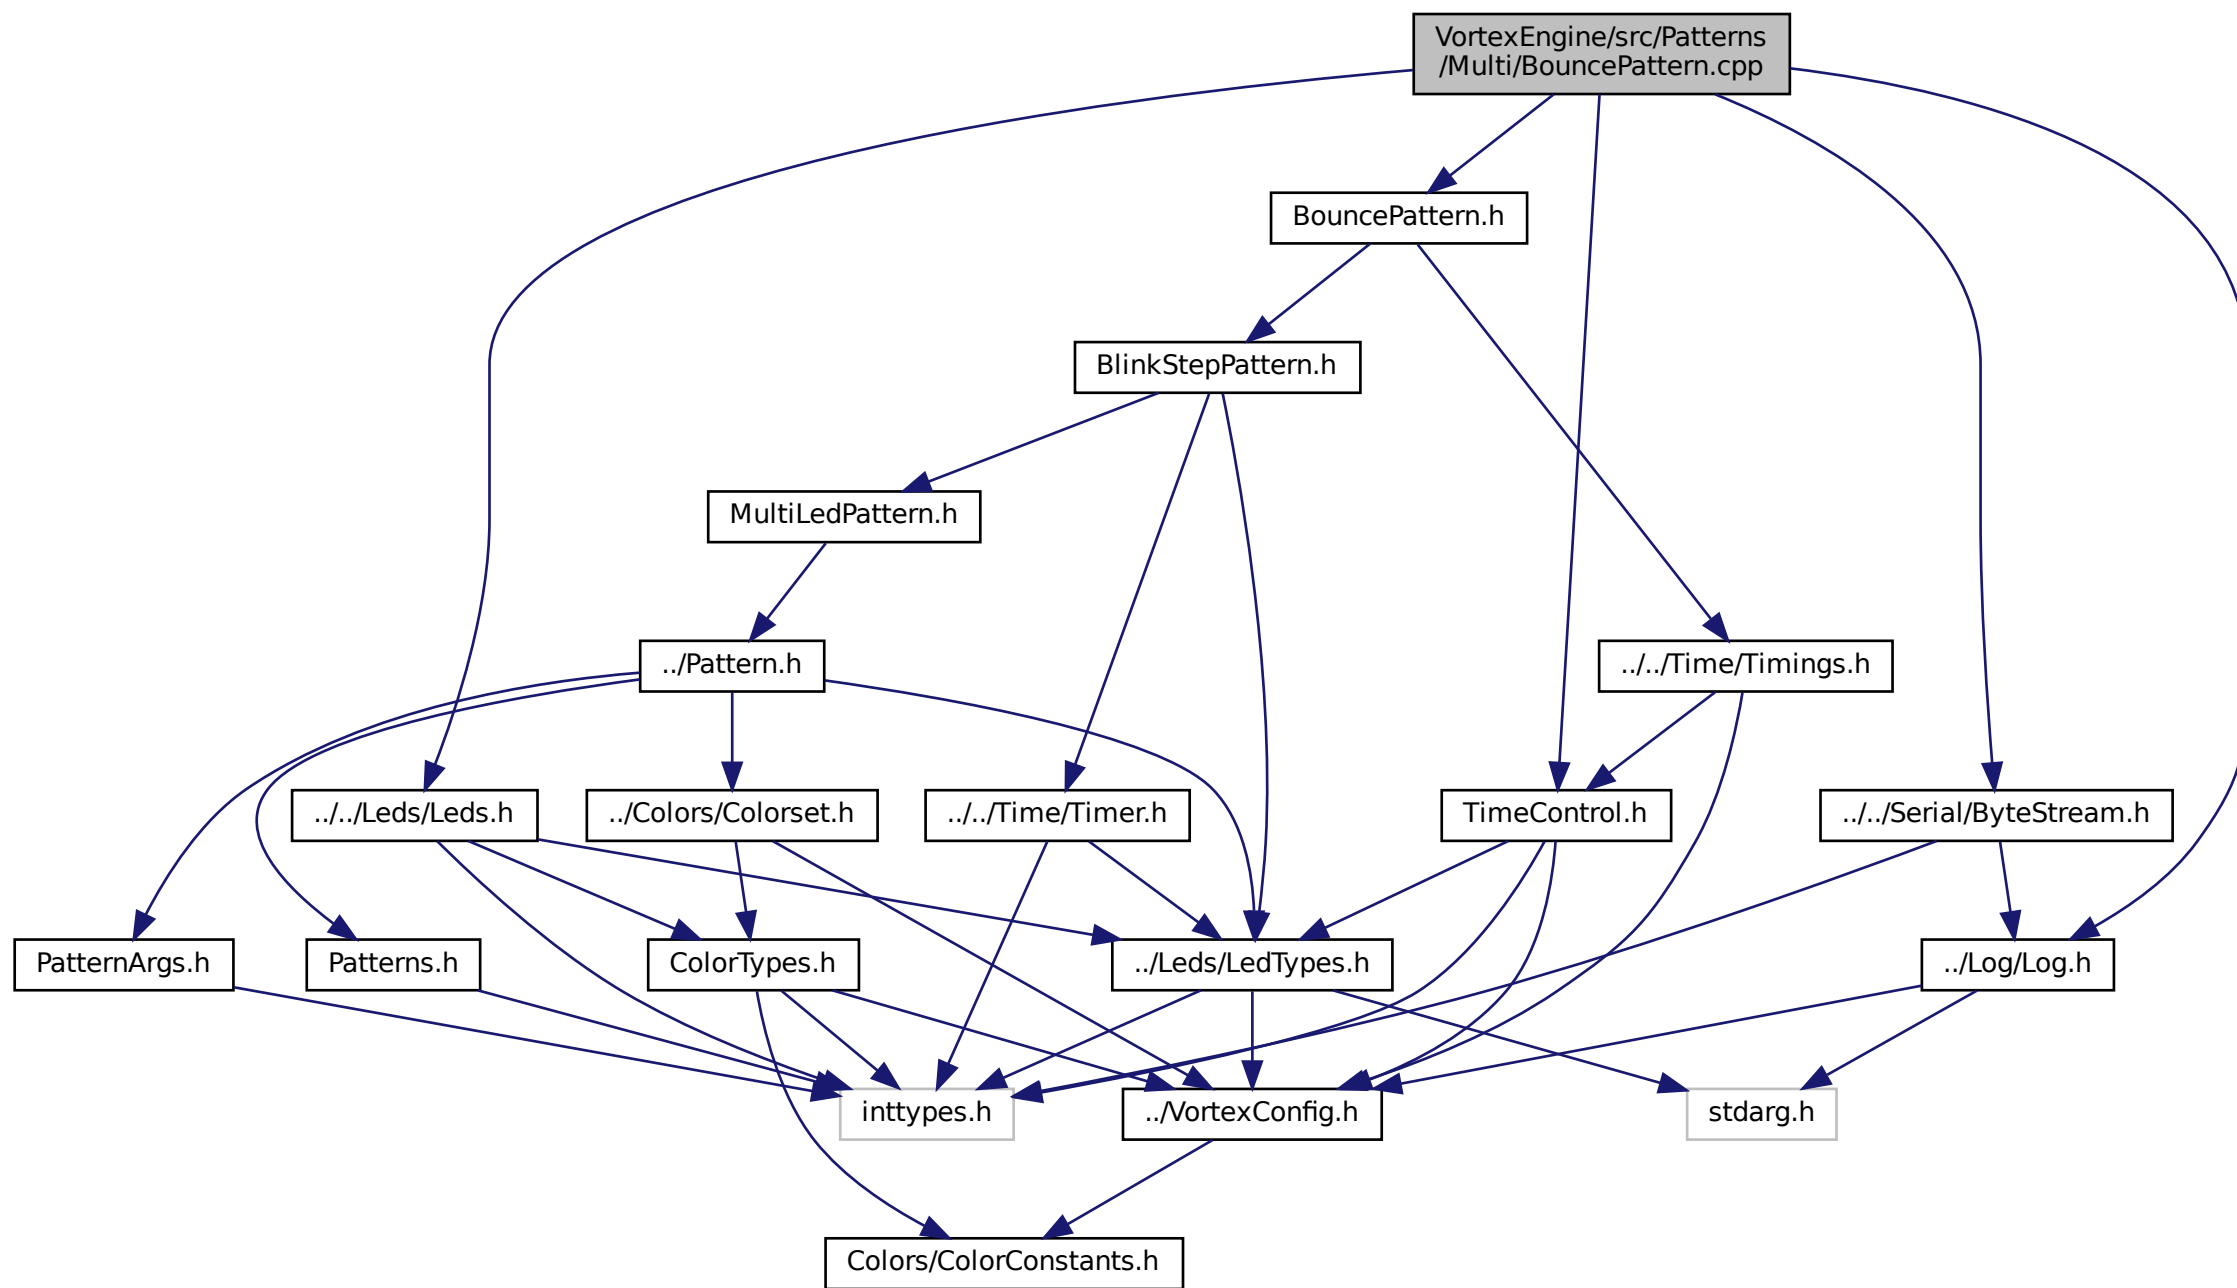 VortexEngine/src/Patterns
/Multi/BouncePattern.cpp
BouncePattern.h
BlinkStepPattern.h
MultiLedPattern.h
../Pattern.h
../../Time/Timings.h
../../Leds/Leds.h
../Colors/Colorset.h
../../Time/Timer.h
TimeControl.h
../../Serial/ByteStream.h
PatternArgs.h
Patterns.h
ColorTypes.h
../Leds/LedTypes.h
../Log/Log.h
inttypes.h
../VortexConfig.h
stdarg.h
Colors/ColorConstants.h